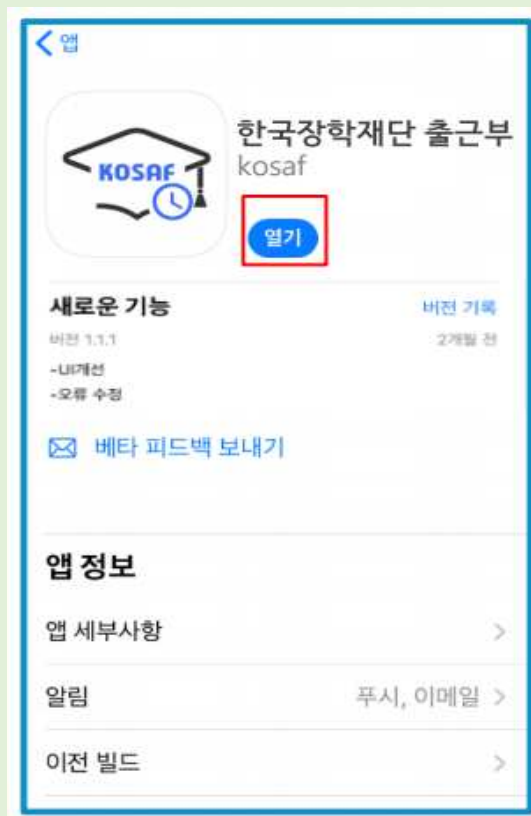 앱
한국장학재단 출근부
KOSAF
kosaf
열기
새로운 기능
버전 기록
버전 1.1.1
2개월 전
-UI개선
-오류 수정
베타 피드백 보내기
앱 정보
앱 세부사항
알림
푸시, 이메일
이전 빌드